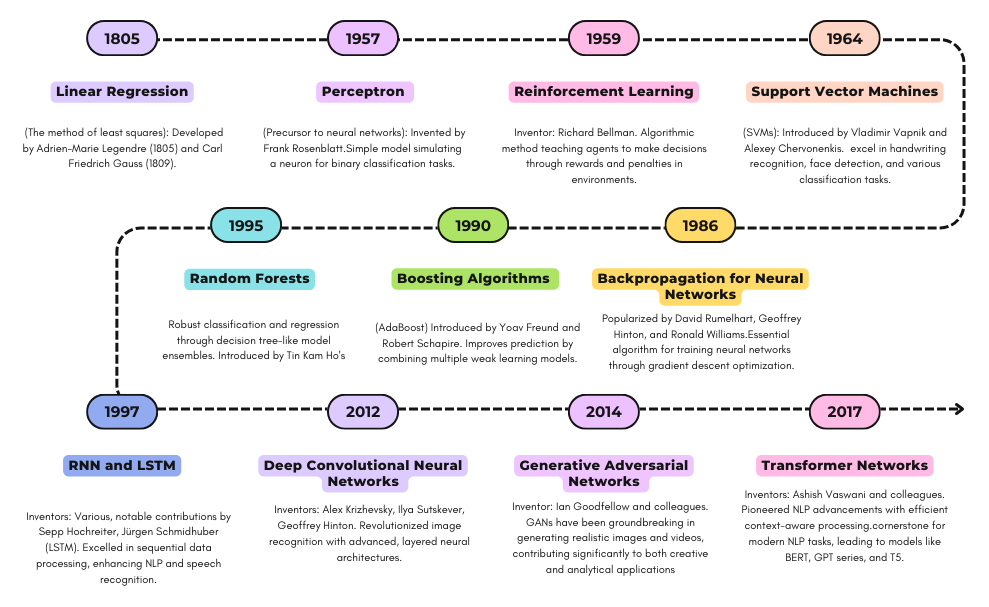 1805
1957
1959
1964
Linear Regression
(The method of least squares): Developed
by Adrien-Marie Legendre (1805) and Carl
Friedrich Gauss (1809).
Perceptron
(Precursor to neural networks): Invented by
Frank Rosenblatt.Simple model simulating
a neuron for binary classification tasks.
Reinforcement Learning
Inventor: Richard Bellman. Algorithmic
method teaching agents to make decisions
through rewards and penalties in
environments.
Support Vector Machines
(SVMs): Introduced by Vladimir Vapnik and
Alexey Chervonenkis.  excel in handwriting
recognition, face detection, and various
classification tasks.
1995
1990
1986
Random Forests
Robust classification and regression
through decision tree-like model
ensembles. Introduced by Tin Kam Ho's
Boosting Algorithms
(AdaBoost) Introduced by Yoav Freund and
Robert Schapire. Improves prediction by
combining multiple weak learning models.
Backpropagation for Neural
Networks
Popularized by David Rumelhart, Geoffrey
Hinton, and Ronald Williams.Essential
algorithm for training neural networks
through gradient descent optimization.
1997
2012
2014
2017
RNN and LSTM
Inventors: Various, notable contributions by
Sepp Hochreiter, Jürgen Schmidhuber
(LSTM). Excelled in sequential data
processing, enhancing NLP and speech
recognition.
Deep Convolutional Neural
Networks
Inventors: Alex Krizhevsky, Ilya Sutskever,
Geoffrey Hinton. Revolutionized image
recognition with advanced, layered neural
architectures.
Generative Adversarial
Networks
Inventor: Ian Goodfellow and colleagues.
GANs have been groundbreaking in
generating realistic images and videos,
contributing significantly to both creative
and analytical applications
Transformer Networks
Inventors: Ashish Vaswani and colleagues.
Pioneered NLP advancements with efficient
context-aware processing.cornerstone for
modern NLP tasks, leading to models like
BERT, GPT series, and T5.